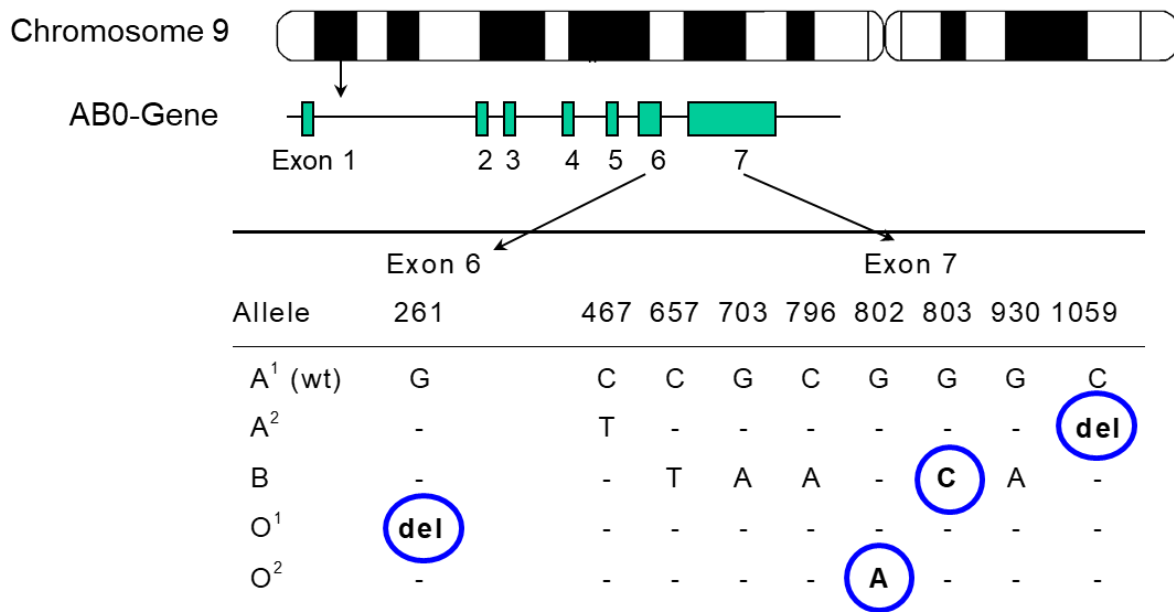 Chromosome 9
AB0-Gene
Exon 1 2 3 4 5 6 7
Exon 6 Exon 7
Allele 261 467 657 703 796 802 803 930 1059
A¹ (wt) G C C G C G G G C
A² - T - - - - - - del
B - - T A A - C A -
O¹ del - - - - - - - -
O² - - - - - A - - -